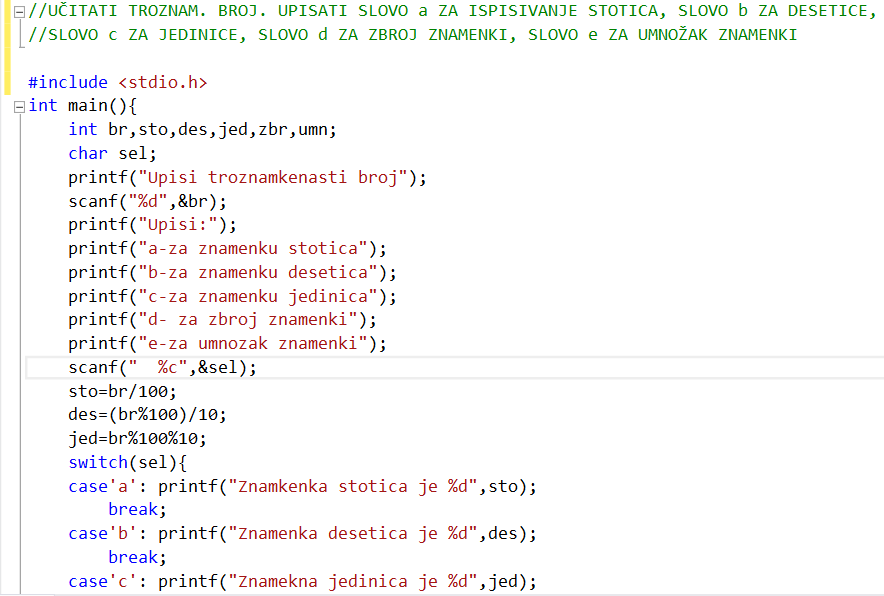 //UČITATI TROZNAM. BROJ. UPISATI SLOVO a ZA ISPISIVANJE STOTICA, SLOVO b ZA DESETICE,
//SLOVO c ZA JEDINICE, SLOVO d ZA ZBROJ ZNAMENKI, SLOVO e ZA UMNOŽAK ZNAMENKI
#include <stdio.h>
int main(){
int br,sto,des,jed,zbr,umn;
char sel;
printf("Upisi troznamkenasti broj");
scanf("%d",&br);
printf("Upisi:");
printf("a-za znamenku stotica");
printf("b-za znamenku desetica");
printf("c-za znamenku jedinica");
printf("d- za zbroj znamenki");
printf("e-za umnozak znamenki");
scanf("  %c",&sel);
sto=br/100;
des=(br%100)/10;
jed=br%100%10;
switch(sel){
case'a': printf("Znamkenka stotica je %d",sto);
break;
case'b': printf("Znamenka desetica je %d",des);
break;
case'c': printf("Znamekna jedinica je %d",jed);